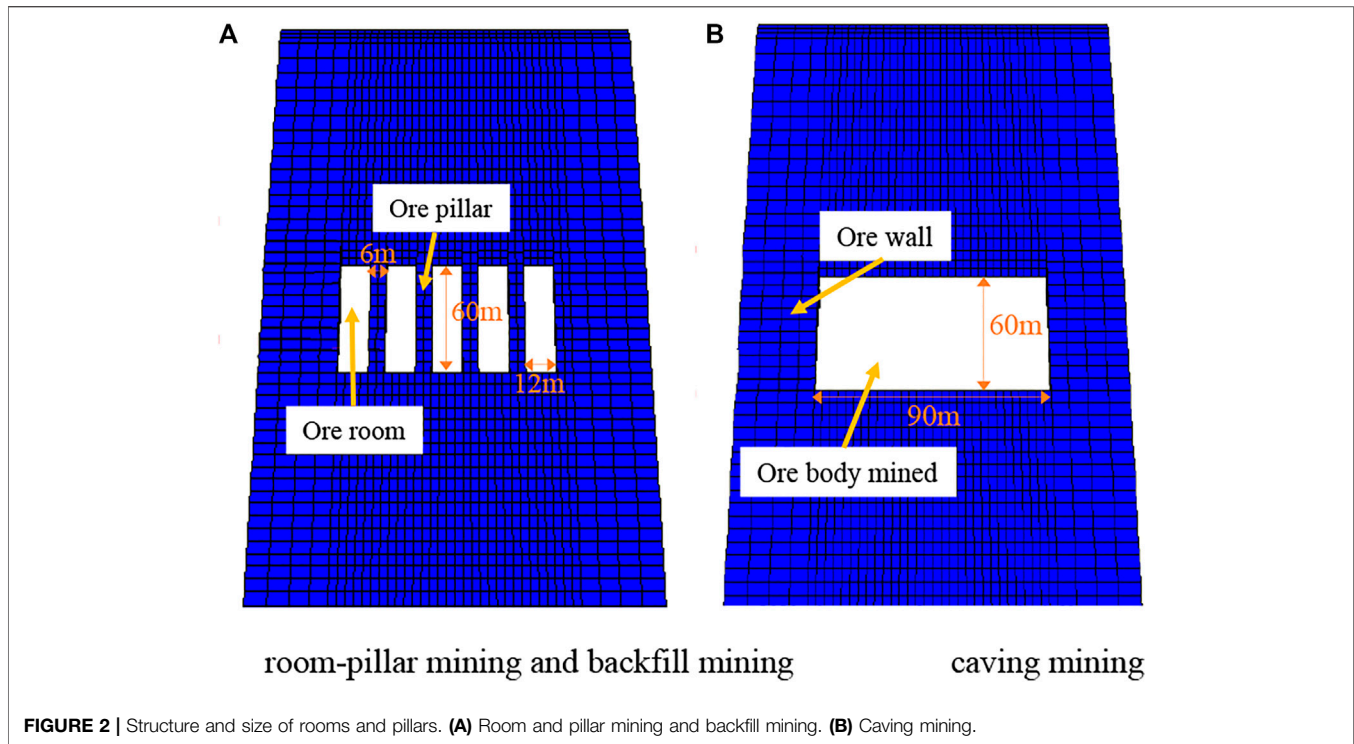 A
B
Ore pillar
Ore wall
6m
60m
60m
12m
90m
Ore room
Ore body mined
room-pillar mining and backfill mining
caving mining
FIGURE 2 | Structure and size of rooms and pillars. (A) Room and pillar mining and backfill mining. (B) Caving mining.